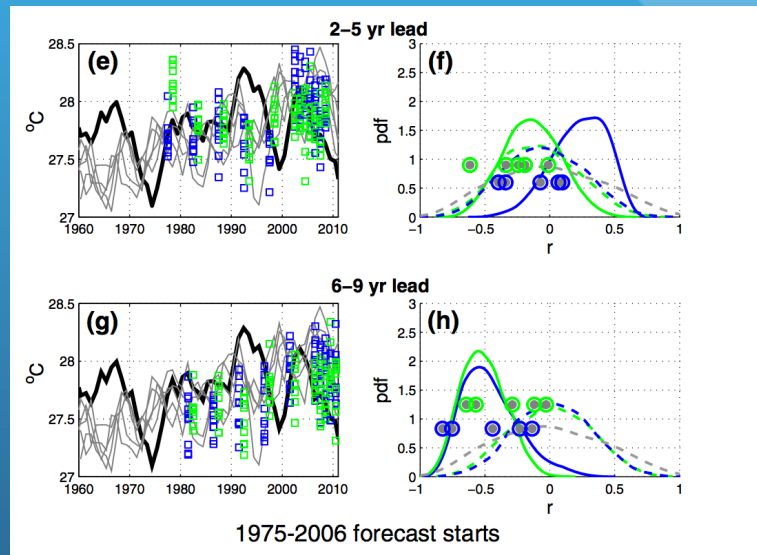 2–5 yr lead
(e)
28.5
28
27.5
27
°C
1960 1970 1980 1990 2000 2010
(f)
3
2.5
2
1.5
1
0.5
0
pdf
−1 −0.5 0 0.5 1
r
6–9 yr lead
(g)
28.5
28
27.5
27
°C
1960 1970 1980 1990 2000 2010
(h)
3
2.5
2
1.5
1
0.5
0
pdf
−1 −0.5 0 0.5 1
r
1975-2006 forecast starts